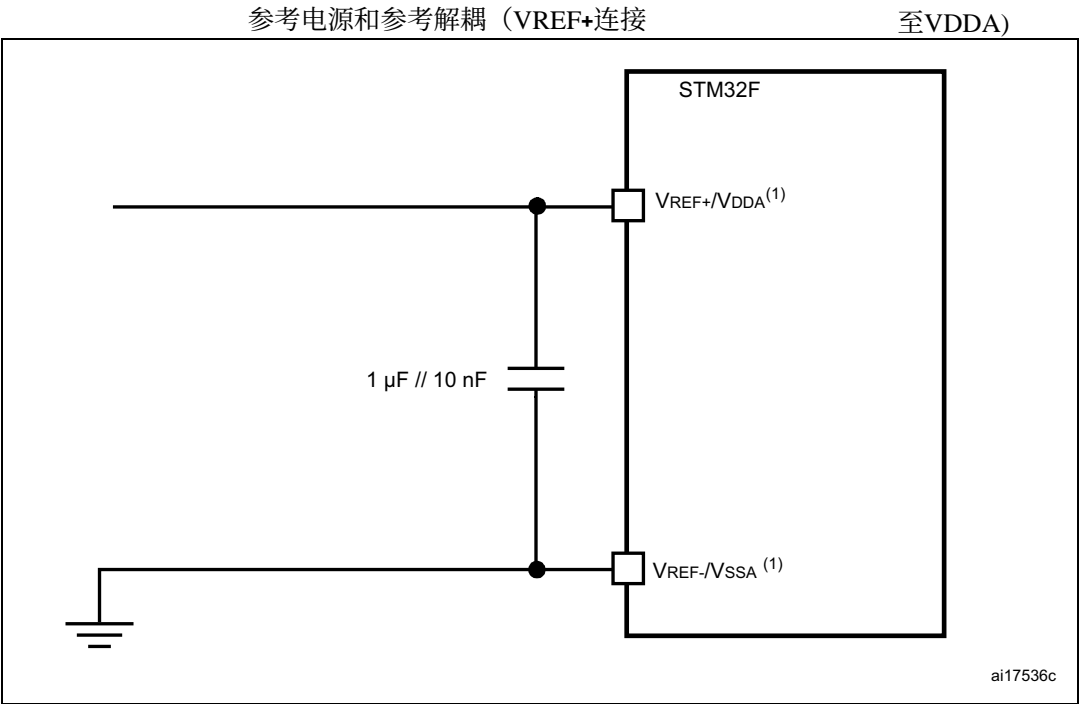 参考电源和参考解耦（VREF+连接 至VDDA)
STM32F
VREF+/VDDA(1)
1 µF // 10 nF
VREF-/VSSA (1)
ai17536c